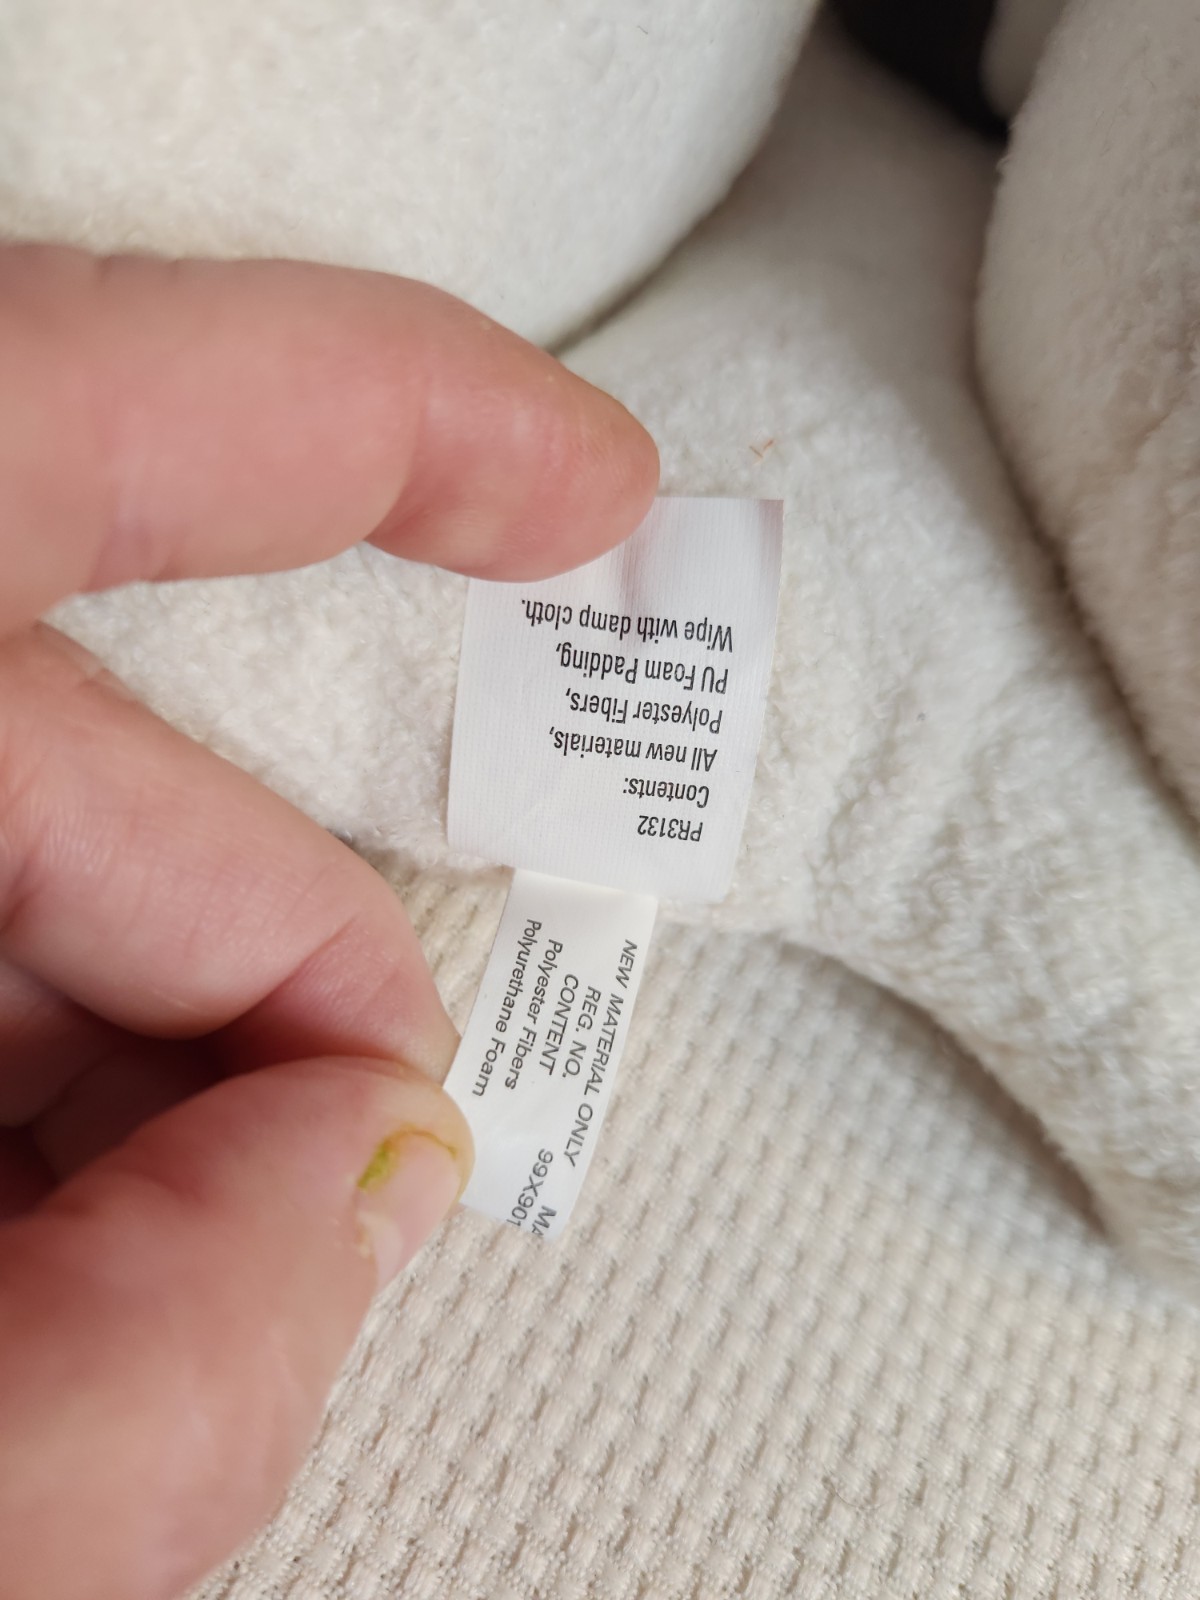 PR3132
Contents:
All new materials,
Polyester Fibers,
PU Foam Padding,
Wipe with damp cloth.
NEW MATERIAL ONLY
REG. NO.
CONTENT
Polyester Fibers
Polyurethane Foam